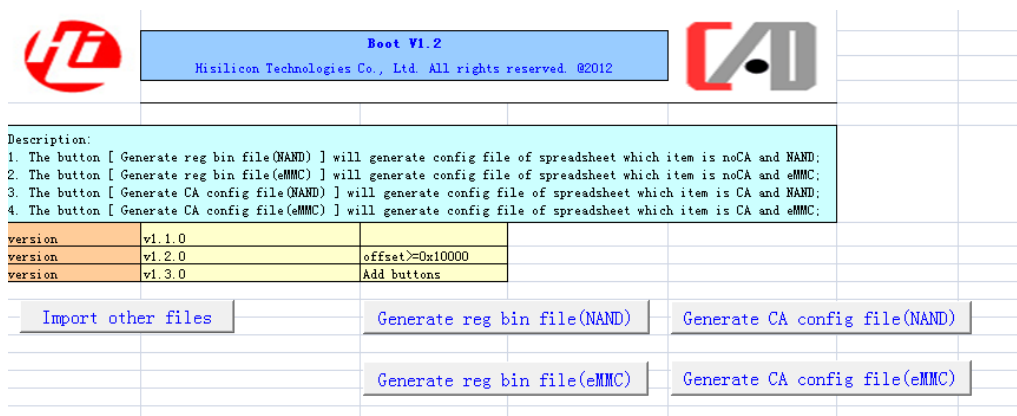 Hi
Boot V1.2
Hisilicon Technologies Co., Ltd. All rights reserved. @2012
CAD
Description:
1. The button [ Generate reg bin file(NAND) ] will generate config file of spreadsheet which item is noCA and NAND;
2. The button [ Generate reg bin file(eMMC) ] will generate config file of spreadsheet which item is noCA and eMMC;
3. The button [ Generate CA config file(NAND) ] will generate config file of spreadsheet which item is CA and NAND;
4. The button [ Generate CA config file(eMMC) ] will generate config file of spreadsheet which item is CA and eMMC;
version v1.1.0
version v1.2.0 offset>=0x10000
version v1.3.0 Add buttons
Import other files Generate reg bin file(NAND) Generate CA config file(NAND)
Generate reg bin file(eMMC) Generate CA config file(eMMC)